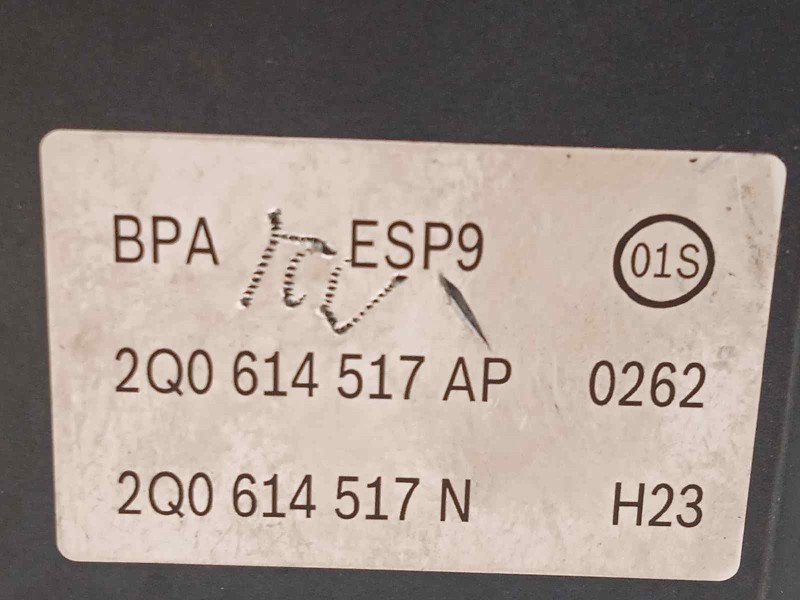 BPA ESP9 01S
2Q0 614 517 AP 0262
2Q0 614 517 N H23